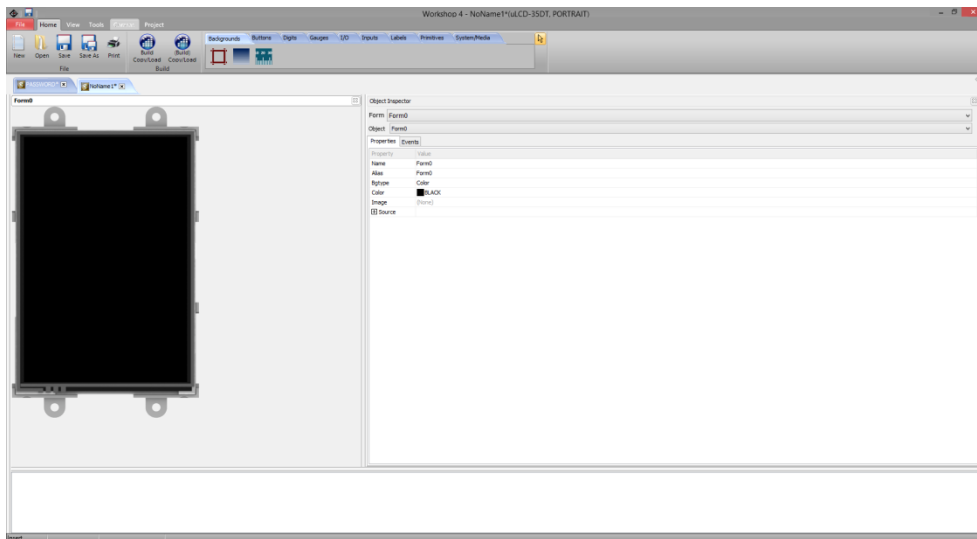 Workshop 4 - NoName1*(uLCD-35DT, PORTRAIT)
File Home View Tools Project
New Open Save Save As Print Build Copy/Load (Build) Copy/Load
File Build
Backgrounds Buttons Digits Gauges I/O Inputs Labels Primitives System/Media
NoName1*
Form0
Object Inspector
Form Form0
Object Form0
Properties Events
Property Value
Name Form0
Alias Form0
Bgtype Color
Color BLACK
Image (None)
Source
Insert